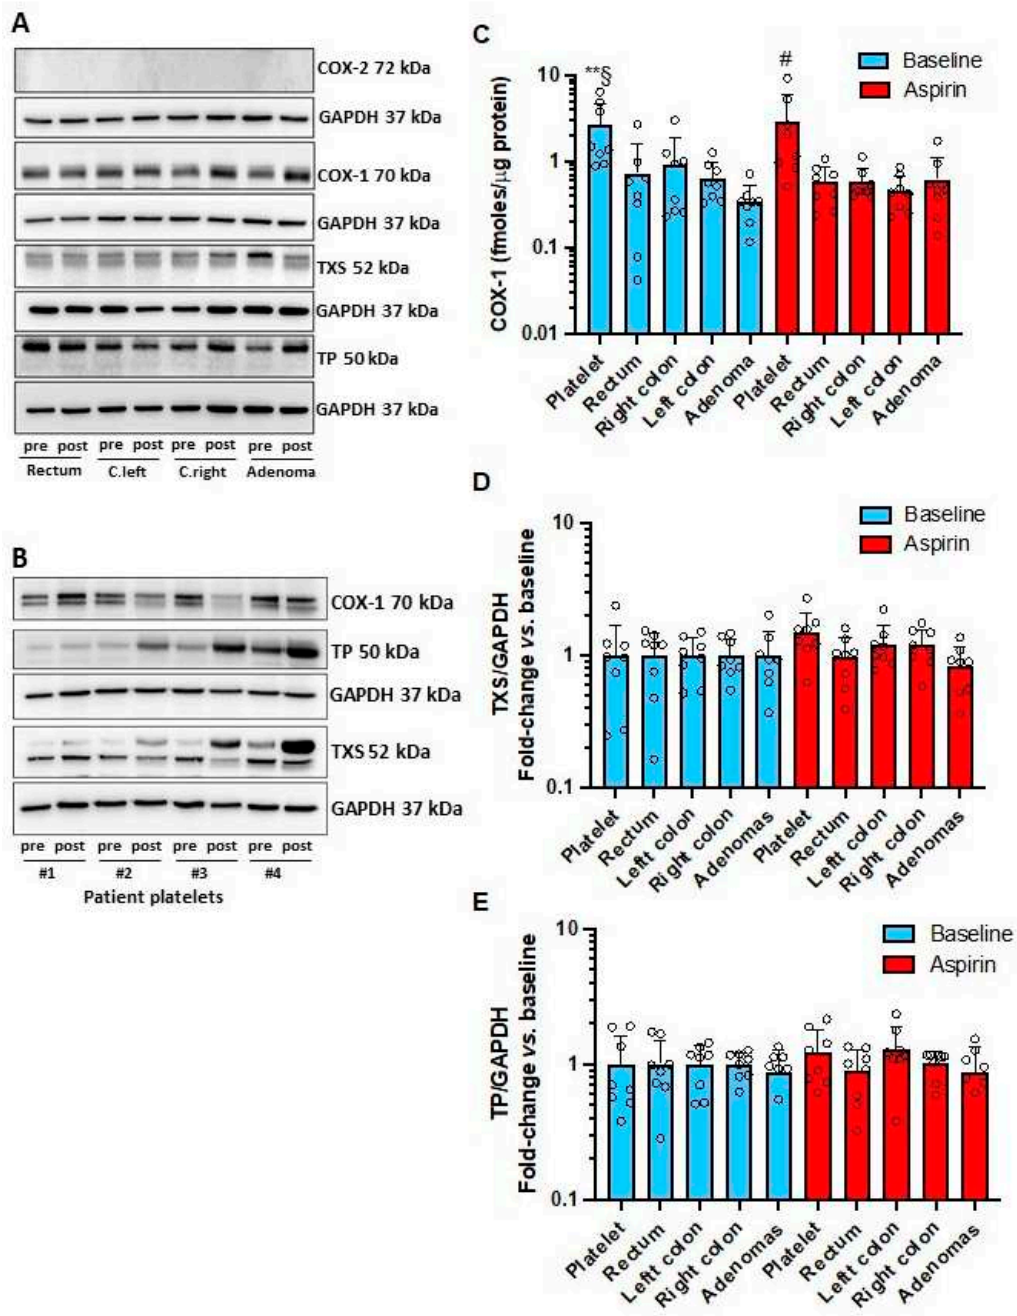 A
COX-2 72 kDa
GAPDH 37 kDa
COX-1 70 kDa
GAPDH 37 kDa
TXS 52 kDa
GAPDH 37 kDa
TP 50 kDa
GAPDH 37 kDa
pre post pre post pre post pre post
Rectum C.left C.right Adenoma
B
COX-1 70 kDa
TP 50 kDa
GAPDH 37 kDa
TXS 52 kDa
GAPDH 37 kDa
pre post pre post pre post pre post
#1 #2 #3 #4
Patient platelets
C
Baseline
Aspirin
**§
#
COX-1 (fmoles/µg protein)
10
1
0.1
0.01
Platelet Rectum Right colon Left colon Adenoma Platelet Rectum Right colon Left colon Adenoma
D
Baseline
Aspirin
TXS/GAPDH
Fold-change vs. baseline
10
1
0.1
Platelet Rectum Left colon Right colon Adenomas Platelet Rectum Left colon Right colon Adenomas
E
Baseline
Aspirin
TP/GAPDH
Fold-change vs. baseline
10
1
0.1
Platelet Rectum Left colon Right colon Adenomas Platelet Rectum Left colon Right colon Adenomas